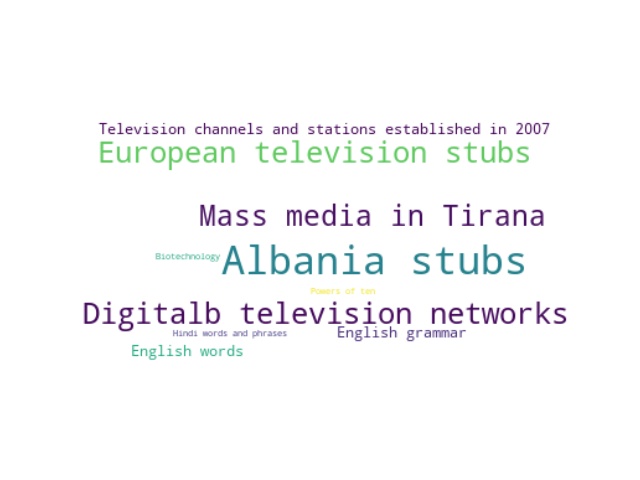 Television channels and stations established in 2007
European television stubs
Mass media in Tirana
Biotechnology
Albania stubs
Powers of ten
Digitalb television networks
Hindi words and phrases
English grammar
English words